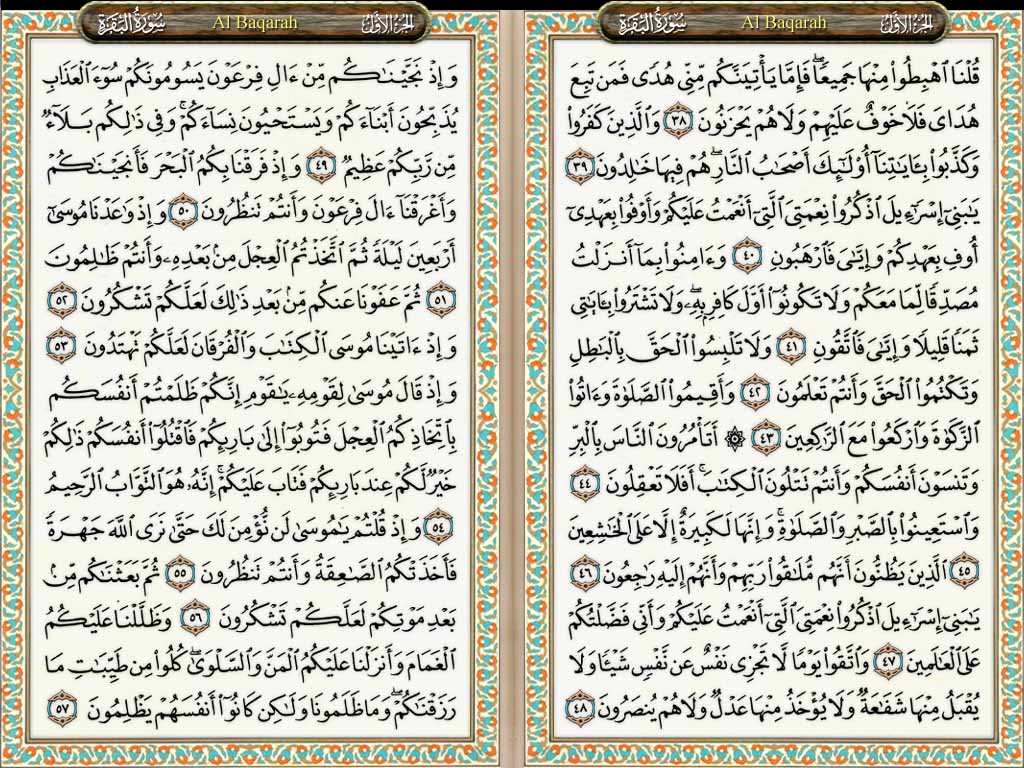 الجزء الأول Al Baqarah سورة البقرة
قُلْنَا ٱهْبِطُوا۟ مِنْهَا جَمِيعًۭا ۖ فَإِمَّا يَأْتِيَنَّكُم مِّنِّى هُدًۭى فَمَن تَبِعَ
هُدَاىَ فَلَا خَوْفٌ عَلَيْهِمْ وَلَا هُمْ يَحْزَنُونَ ٣٨ وَٱلَّذِينَ كَفَرُوا۟
وَكَذَّبُوا۟ بِـَٔايَـٰتِنَآ أُو۟لَـٰٓئِكَ أَصْحَـٰبُ ٱلنَّارِ ۖ هُمْ فِيهَا خَـٰلِدُونَ ٣٩
يَـٰبَنِىٓ إِسْرَٰٓءِيلَ ٱذْكُرُوا۟ نِعْمَتِىَ ٱلَّتِىٓ أَنْعَمْتُ عَلَيْكُمْ وَأَوْفُوا۟ بِعَهْدِىٓ
أُوفِ بِعَهْدِكُمْ وَإِيَّـٰىَ فَٱرْهَبُونِ ٤٠ وَءَامِنُوا۟ بِمَآ أَنزَلْتُ
مُصَدِّقًۭا لِّمَا مَعَكُمْ وَلَا تَكُونُوٓا۟ أَوَّلَ كَافِرٍۭ بِهِۦ ۖ وَلَا تَشْتَرُوا۟ بِـَٔايَـٰتِى
ثَمَنًۭا قَلِيلًۭا وَإِيَّـٰىَ فَٱتَّقُونِ ٤١ وَلَا تَلْبِسُوا۟ ٱلْحَقَّ بِٱلْبَـٰطِلِ
وَتَكْتُمُوا۟ ٱلْحَقَّ وَأَنتُمْ تَعْلَمُونَ ٤٢ وَأَقِيمُوا۟ ٱلصَّلَوٰةَ وَءَاتُوا۟
ٱلزَّكَوٰةَ وَٱرْكَعُوا۟ مَعَ ٱلرَّٰكِعِينَ ٤٣ ۞ أَتَأْمُرُونَ ٱلنَّاسَ بِٱلْبِرِّ
وَتَنسَوْنَ أَنفُسَكُمْ وَأَنتُمْ تَتْلُونَ ٱلْكِتَـٰبَ ۚ أَفَلَا تَعْقِلُونَ ٤٤
وَٱسْتَعِينُوا۟ بِٱلصَّبْرِ وَٱلصَّلَوٰةِ ۚ وَإِنَّهَا لَكَبِيرَةٌ إِلَّا عَلَى ٱلْخَـٰشِعِينَ
٤٥ ٱلَّذِينَ يَظُنُّونَ أَنَّهُم مُّلَـٰقُوا۟ رَبِّهِمْ وَأَنَّهُمْ إِلَيْهِ رَٰجِعُونَ ٤٦
يَـٰبَنِىٓ إِسْرَٰٓءِيلَ ٱذْكُرُوا۟ نِعْمَتِىَ ٱلَّتِىٓ أَنْعَمْتُ عَلَيْكُمْ وَأَنِّى فَضَّلْتُكُمْ
عَلَى ٱلْعَـٰلَمِينَ ٤٧ وَٱتَّقُوا۟ يَوْمًۭا لَّا تَجْزِى نَفْسٌ عَن نَّفْسٍۢ شَيْـًۭٔا وَلَا
يُقْبَلُ مِنْهَا شَفَـٰعَةٌۭ وَلَا يُؤْخَذُ مِنْهَا عَدْلٌۭ وَلَا هُمْ يُنصَرُونَ ٤٨
الجزء الأول Al Baqarah سورة البقرة
وَإِذْ نَجَّيْنَـٰكُم مِّنْ ءَالِ فِرْعَوْنَ يَسُومُونَكُمْ سُوٓءَ ٱلْعَذَابِ
يُذَبِّحُونَ أَبْنَآءَكُمْ وَيَسْتَحْيُونَ نِسَآءَكُمْ ۚ وَفِى ذَٰلِكُم بَلَآءٌۭ
مِّن رَّبِّكُمْ عَظِيمٌۭ ٤٩ وَإِذْ فَرَقْنَا بِكُمُ ٱلْبَحْرَ فَأَنجَيْنَـٰكُمْ
وَأَغْرَقْنَآ ءَالَ فِرْعَوْنَ وَأَنتُمْ تَنظُرُونَ ٥٠ وَإِذْ وَٰعَدْنَا مُوسَىٰٓ
أَرْبَعِينَ لَيْلَةًۭ ثُمَّ ٱتَّخَذْتُمُ ٱلْعِجْلَ مِنۢ بَعْدِهِۦ وَأَنتُمْ ظَـٰلِمُونَ
٥١ ثُمَّ عَفَوْنَا عَنكُم مِّنۢ بَعْدِ ذَٰلِكَ لَعَلَّكُمْ تَشْكُرُونَ ٥٢
وَإِذْ ءَاتَيْنَا مُوسَى ٱلْكِتَـٰبَ وَٱلْفُرْقَانَ لَعَلَّكُمْ تَهْتَدُونَ ٥٣
وَإِذْ قَالَ مُوسَىٰ لِقَوْمِهِۦ يَـٰقَوْمِ إِنَّكُمْ ظَلَمْتُمْ أَنفُسَكُم
بِٱتِّخَاذِكُمُ ٱلْعِجْلَ فَتُوبُوٓا۟ إِلَىٰ بَارِئِكُمْ فَٱقْتُلُوٓا۟ أَنفُسَكُمْ ذَٰلِكُمْ
خَيْرٌۭ لَّكُمْ عِندَ بَارِئِكُمْ فَتَابَ عَلَيْكُمْ ۚ إِنَّهُۥ هُوَ ٱلتَّوَّابُ ٱلرَّحِيمُ
٥٤ وَإِذْ قُلْتُمْ يَـٰمُوسَىٰ لَن نُّؤْمِنَ لَكَ حَتَّىٰ نَرَى ٱللَّهَ جَهْرَةًۭ
فَأَخَذَتْكُمُ ٱلصَّـٰعِقَةُ وَأَنتُمْ تَنظُرُونَ ٥٥ ثُمَّ بَعَثْنَـٰكُم مِّنۢ
بَعْدِ مَوْتِكُمْ لَعَلَّكُمْ تَشْكُرُونَ ٥٦ وَظَلَّلْنَا عَلَيْكُمُ
ٱلْغَمَامَ وَأَنزَلْنَا عَلَيْكُمُ ٱلْمَنَّ وَٱلسَّلْوَىٰ ۖ كُلُوا۟ مِن طَيِّبَـٰتِ مَا
رَزَقْنَـٰكُمْ ۖ وَمَا ظَلَمُونَا وَلَـٰكِن كَانُوٓا۟ أَنفُسَهُمْ يَظْلِمُونَ ٥٧